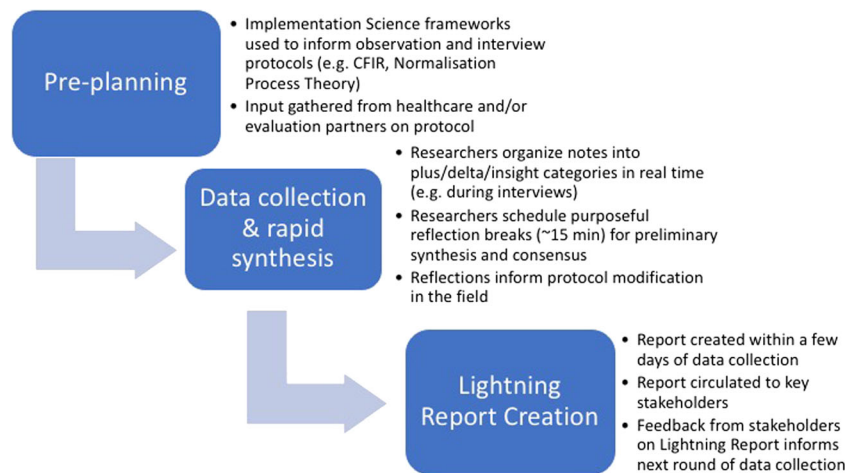 Pre-planning
• Implementation Science frameworks
used to inform observation and interview
protocols (e.g. CFIR, Normalisation
Process Theory)
• Input gathered from healthcare and/or
evaluation partners on protocol
Data collection
& rapid
synthesis
• Researchers organize notes into
plus/delta/insight categories in real time
(e.g. during interviews)
• Researchers schedule purposeful
reflection breaks (~15 min) for preliminary
synthesis and consensus
• Reflections inform protocol modification
in the field
Lightning
Report Creation
• Report created within a few
days of data collection
• Report circulated to key
stakeholders
• Feedback from stakeholders
on Lightning Report informs
next round of data collection